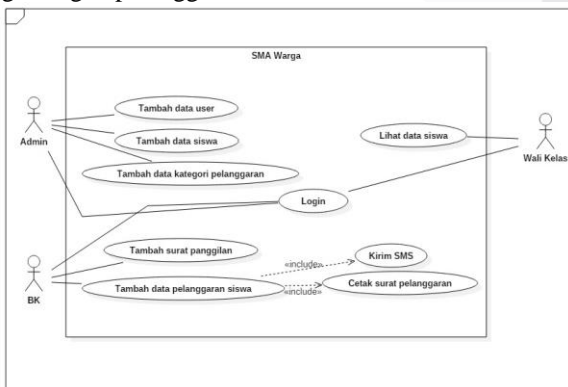 SMA Warga
Tambah data user
Admin
Tambah data siswa
Lihat data siswa
Wali Kelas
Tambah data kategori pelanggaran
Login
Tambah surat panggilan
«include»
Kirim SMS
BK
Tambah data pelanggaran siswa
«include»
Cetak surat pelanggaran